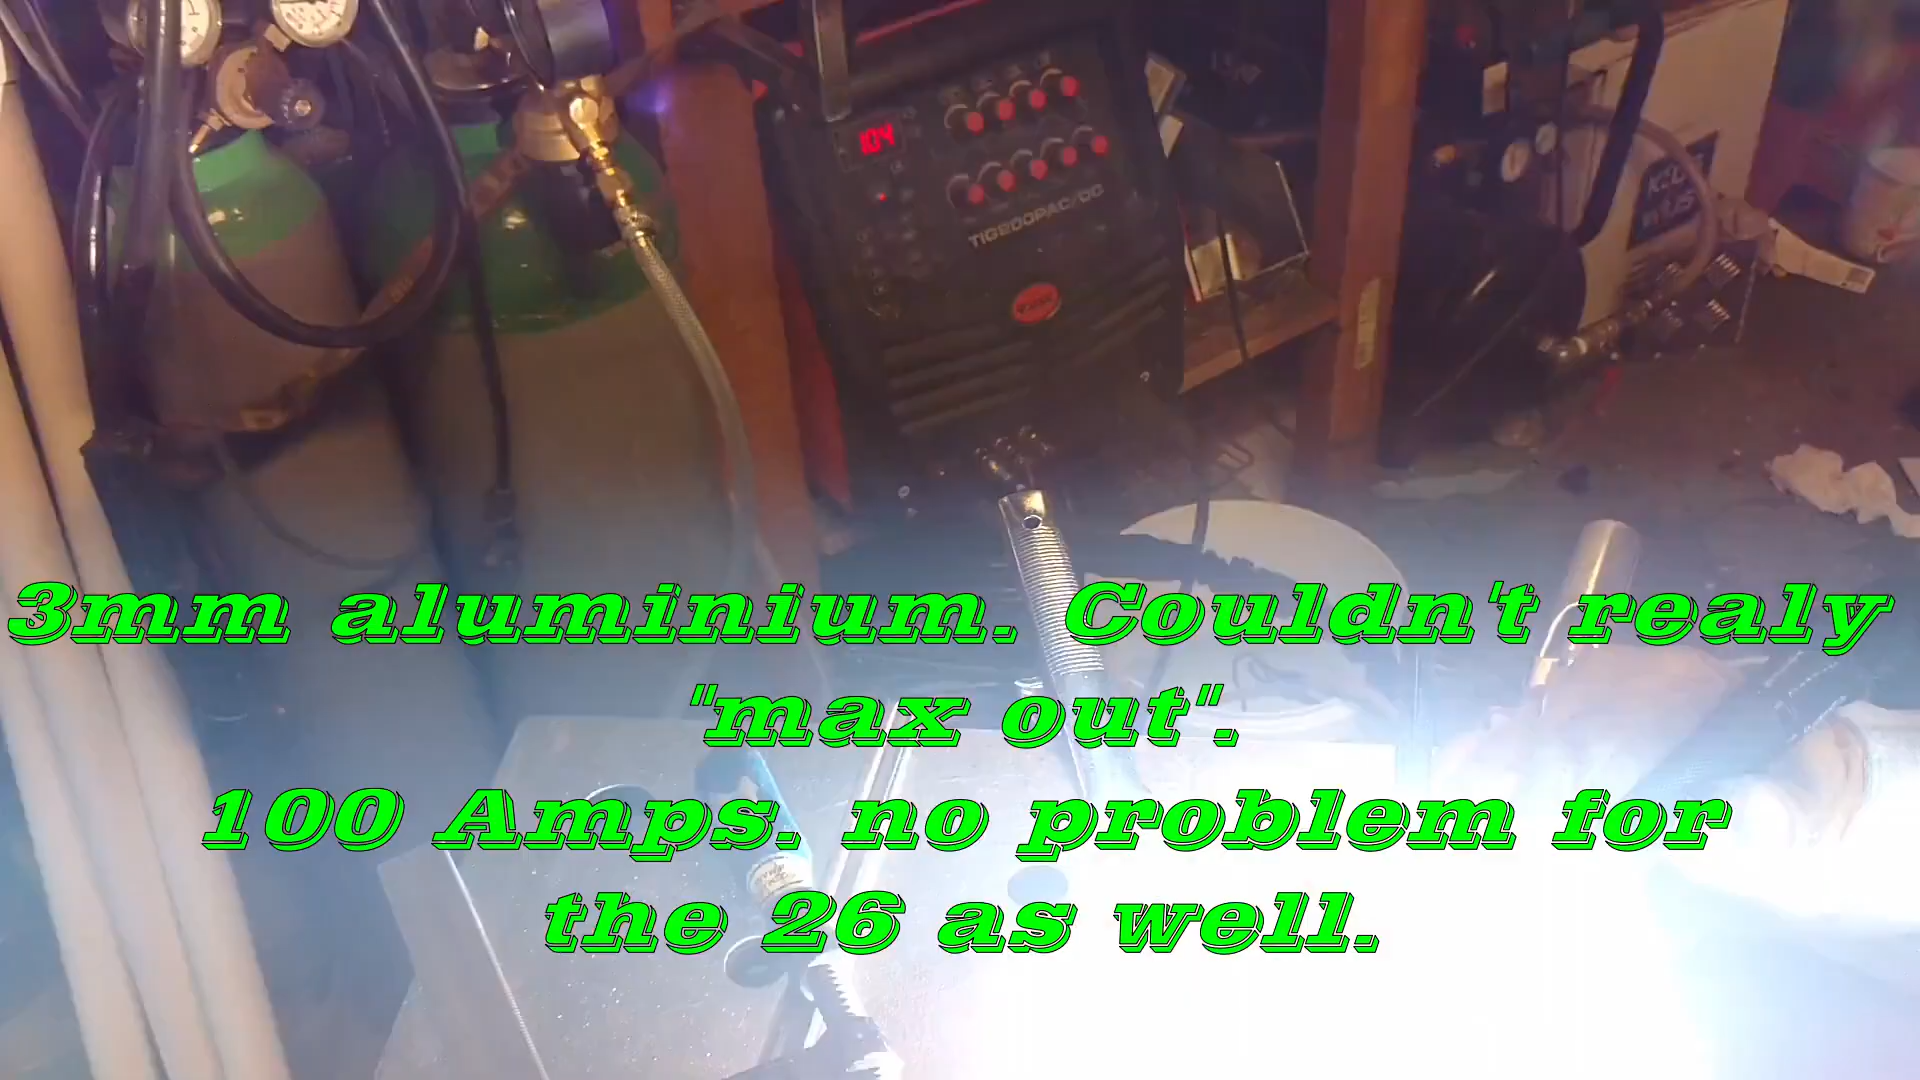 104
TIG200PAC/DC
3mm aluminium. Couldn't realy
"max out".
100 Amps. no problem for
the 26 as well.